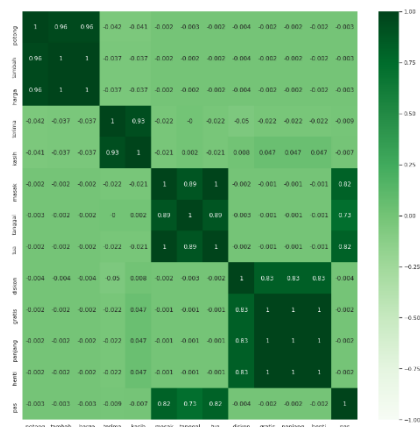 potong 1 0.96 0.96 -0.042 -0.041 -0.002 -0.003 -0.002 -0.004 -0.002 -0.002 -0.002 -0.003
tambah 0.96 1 1 -0.037 -0.037 -0.002 -0.002 -0.002 -0.004 -0.002 -0.002 -0.002 -0.003
harga 0.96 1 1 -0.037 -0.037 -0.002 -0.002 -0.002 -0.004 -0.002 -0.002 -0.002 -0.003
terima -0.042 -0.037 -0.037 1 0.93 -0.022 -0 -0.022 -0.05 -0.022 -0.022 -0.022 -0.009
kasih -0.041 -0.037 -0.037 0.93 1 -0.021 0.002 -0.021 0.008 0.047 0.047 0.047 -0.007
masak -0.002 -0.002 -0.002 -0.022 -0.021 1 0.89 1 -0.002 -0.001 -0.001 -0.001 0.82
tanggal -0.003 -0.002 -0.002 -0 0.002 0.89 1 0.89 -0.003 -0.001 -0.001 -0.001 0.73
-0.002 -0.002 -0.002 -0.022 -0.021 1 0.89 1 -0.002 -0.001 -0.001 -0.001 0.82
diskon -0.004 -0.004 -0.004 -0.05 0.008 -0.002 -0.003 -0.002 1 0.83 0.83 0.83 -0.004
gratis -0.002 -0.002 -0.002 -0.022 0.047 -0.001 -0.001 -0.001 0.83 1 1 1 -0.002
panjang -0.002 -0.002 -0.002 -0.022 0.047 -0.001 -0.001 -0.001 0.83 1 1 1 -0.002
henti -0.002 -0.002 -0.002 -0.022 0.047 -0.001 -0.001 -0.001 0.83 1 1 1 -0.002
pas -0.003 -0.003 -0.003 -0.009 -0.007 0.82 0.73 0.82 -0.004 -0.002 -0.002 -0.002 1
1.00
0.75
0.50
0.25
0.00
−0.25
−0.50
−0.75
−1.00